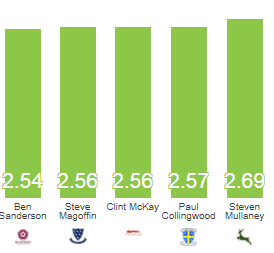 2.54 2.56 2.56 2.57 2.69
Ben Steve Clint McKay Paul Steven
Sanderson Magoffin Collingwood Mullaney